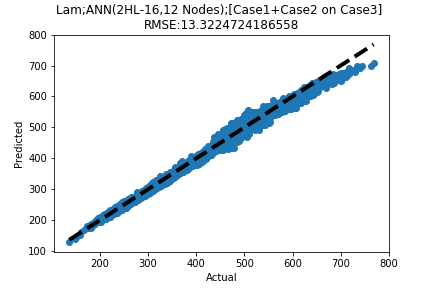 Lam;ANN(2HL-16,12 Nodes);[Case1+Case2 on Case3]
RMSE:13.3224724186558
800
700
600
500
400
300
200
100
Predicted
200 300 400 500 600 700 800
Actual